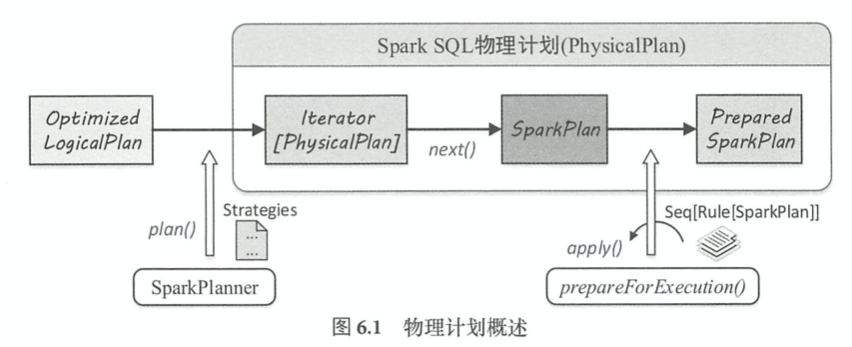 Spark SQL物理计划(PhysicalPlan)
Optimized
LogicalPlan
Iterator
[PhysicalPlan]
next()
SparkPlan
Prepared
SparkPlan
plan()
Strategies
...
...
SparkPlanner
Seq[Rule[SparkPlan]]
apply()
prepareForExecution()
图 6.1 物理计划概述